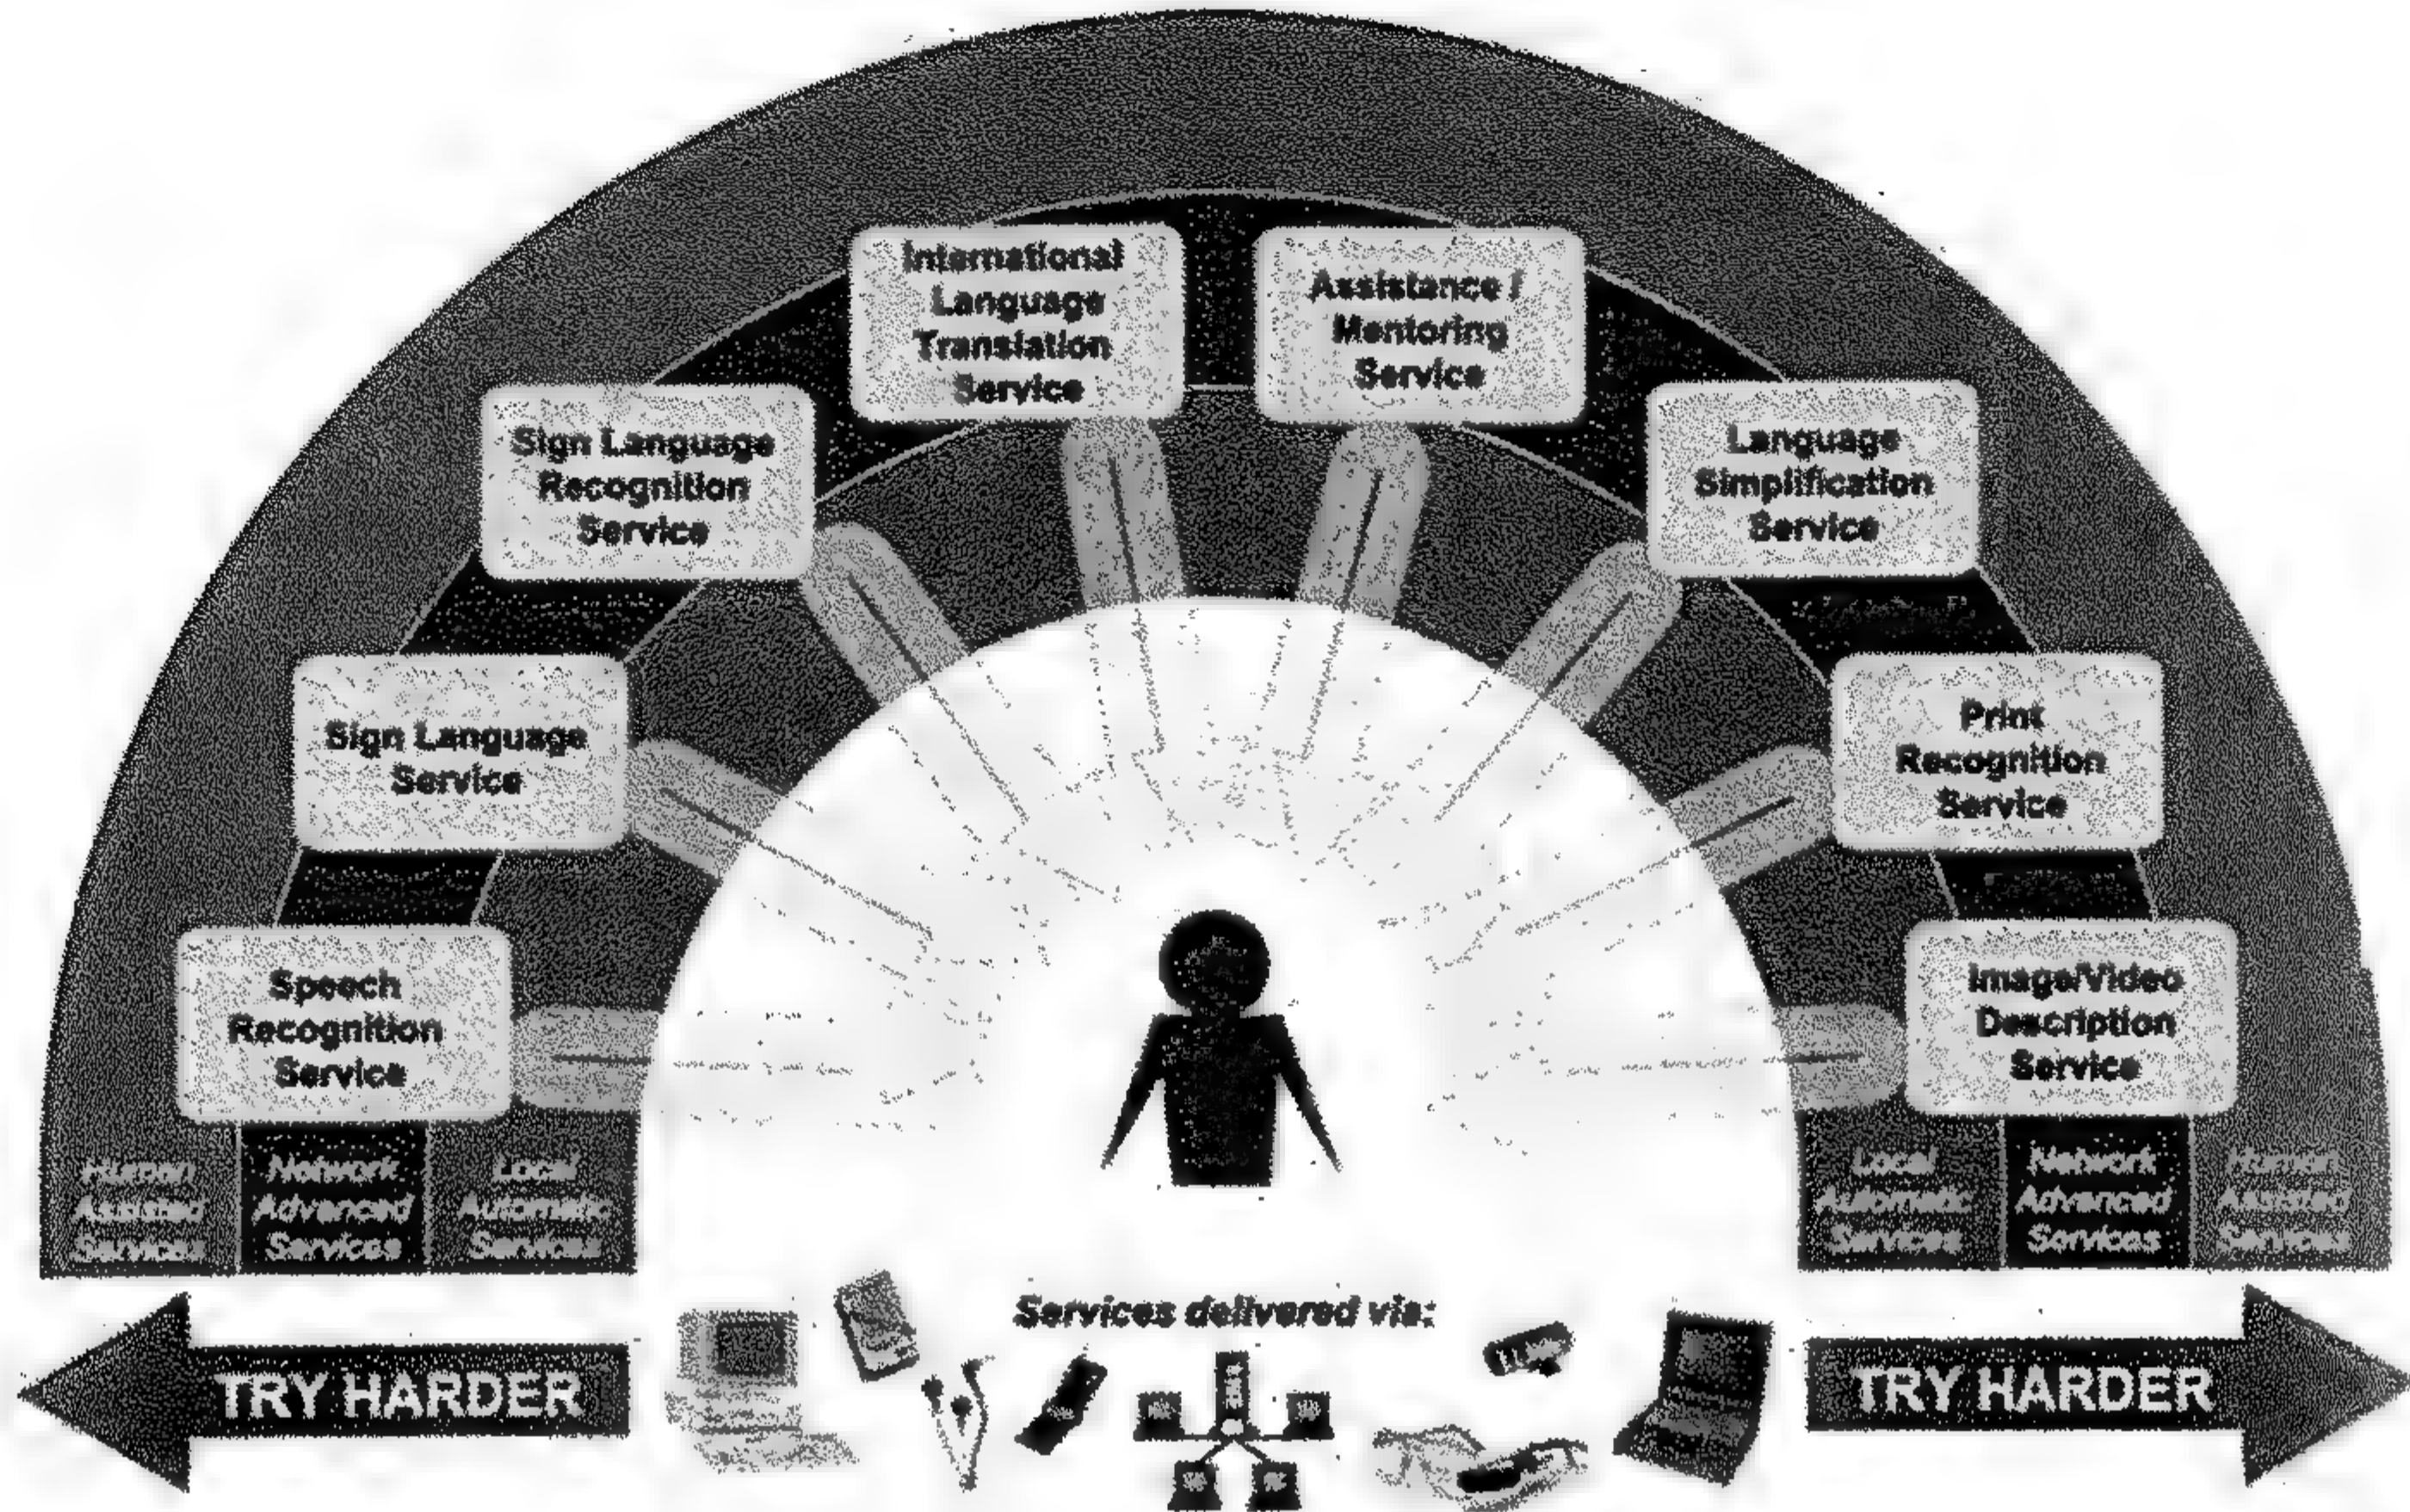 International
Language
Translation
Service
Assistance /
Mentoring
Service
Sign Language
Recognition
Service
Language
Simplification
Service
Sign Language
Service
Print
Recognition
Service
Speech
Recognition
Service
Image/Video
Description
Service
Human
Assisted
Services
Network
Advanced
Services
Local
Automatic
Services
Local
Automatic
Services
Network
Advanced
Services
Human
Assisted
Services
Services delivered via:
TRY HARDER
TRY HARDER